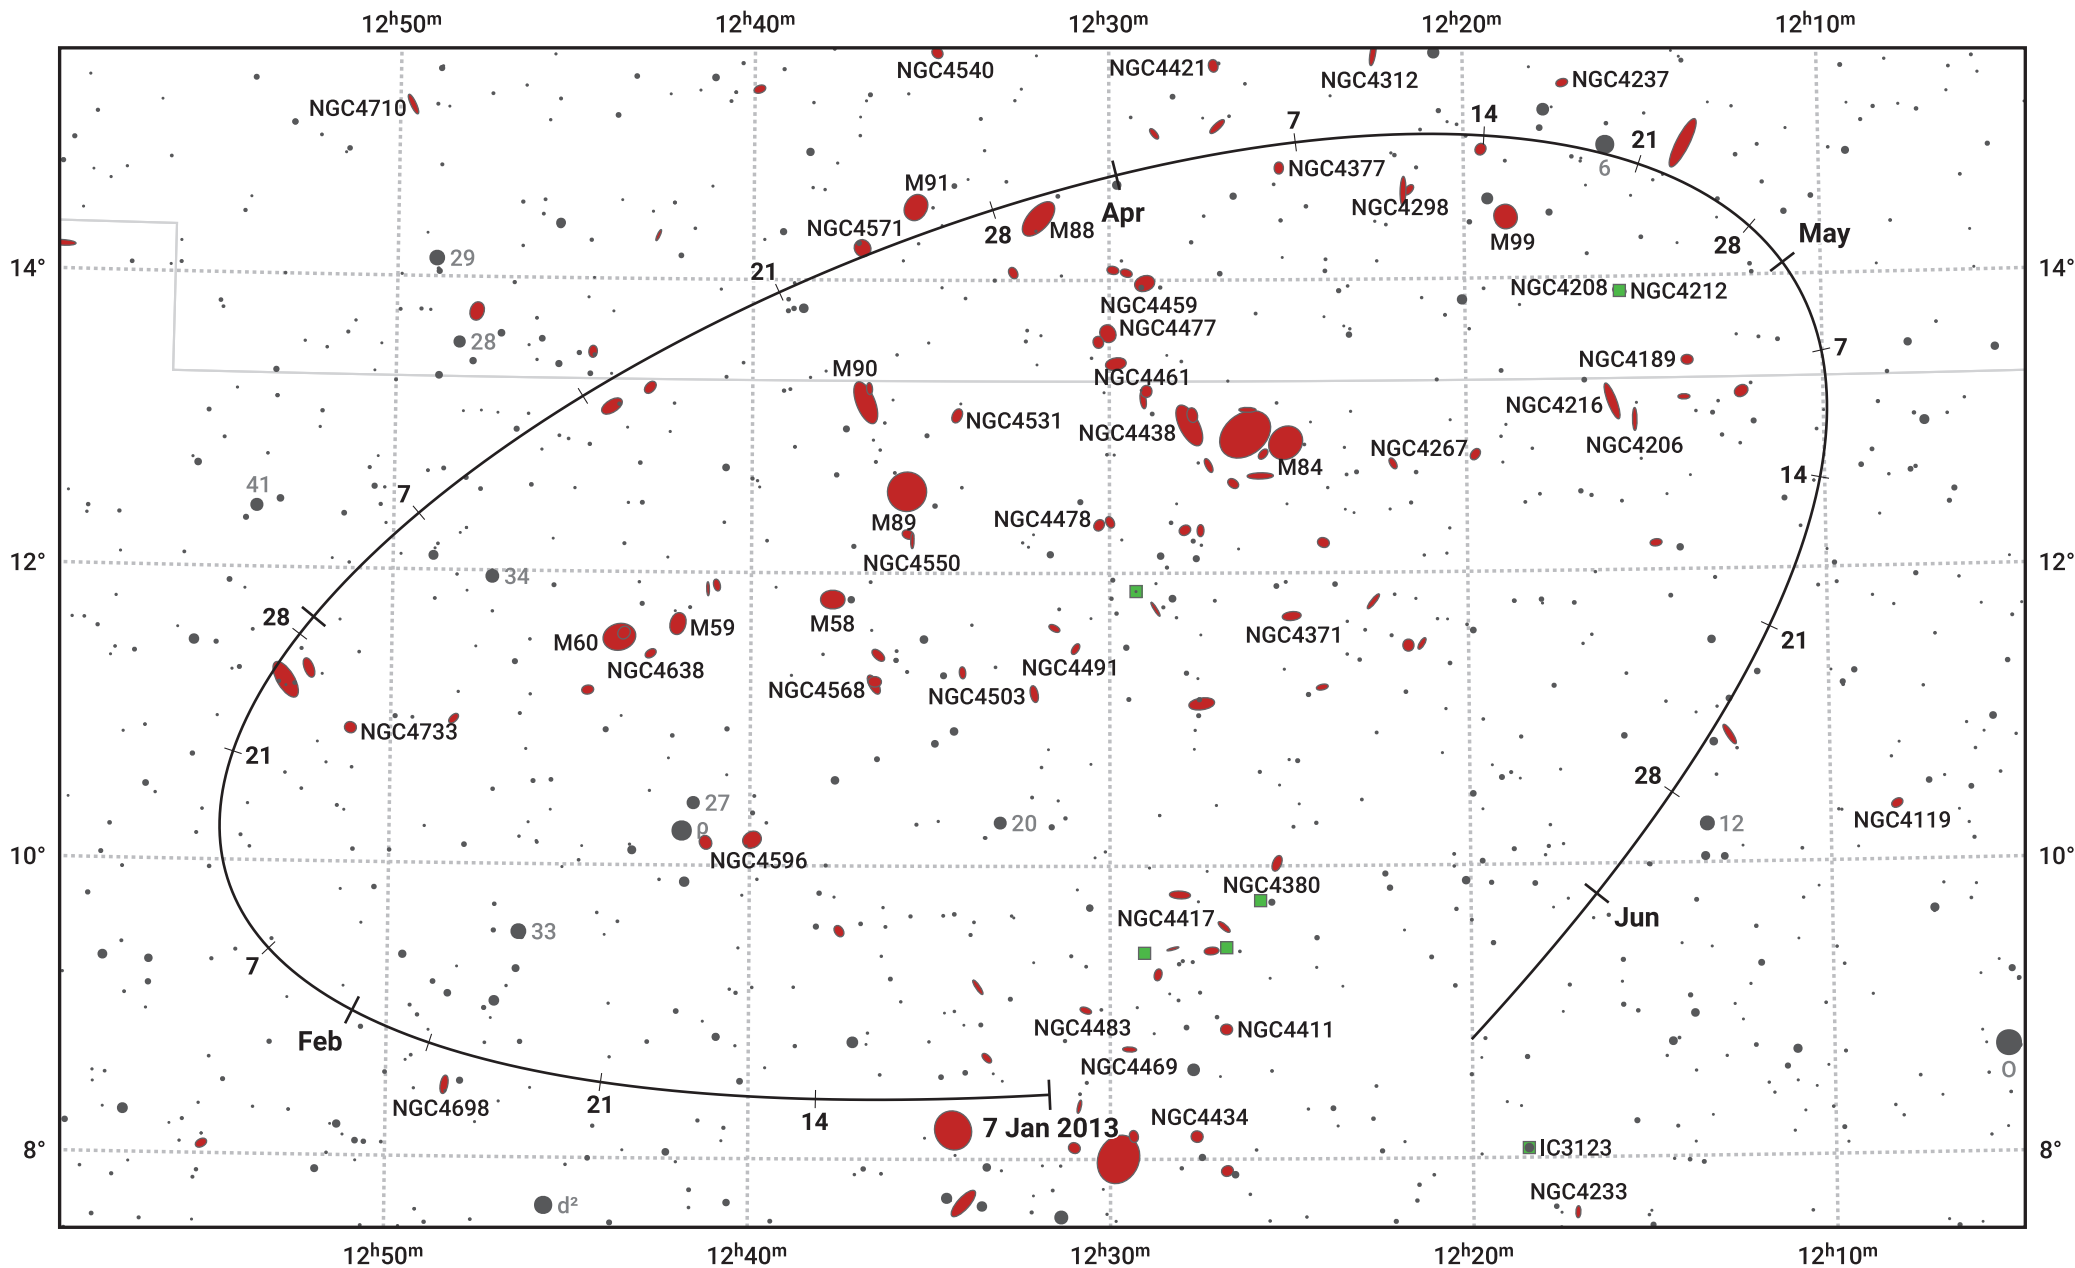 12ʰ50ᵐ 12ʰ40ᵐ 12ʰ30ᵐ 12ʰ20ᵐ 12ʰ10ᵐ
NGC4540
NGC4421
NGC4312
NGC4237
NGC4710
7
14
21
6
NGC4377
M91
NGC4298
Apr
NGC4571
28
M88
M99
28
May
29
14°
21
14°
NGC4208
NGC4212
NGC4459
NGC4477
28
7
NGC4189
M90
NGC4461
NGC4216
NGC4531
NGC4438
NGC4206
NGC4267
M84
14
41
7
M89
NGC4478
12°
NGC4550
12°
34
28
M58
M59
M60
NGC4371
21
NGC4638
NGC4491
NGC4568
NGC4503
NGC4733
21
28
27
ρ
20
12
NGC4119
10°
NGC4596
10°
NGC4380
NGC4417
Jun
33
7
Feb
NGC4483
NGC4411
NGC4469
ο
NGC4698
21
14
7 Jan 2013
NGC4434
8°
IC3123
8°
NGC4233
d²
12ʰ50ᵐ 12ʰ40ᵐ 12ʰ30ᵐ 12ʰ20ᵐ 12ʰ10ᵐ